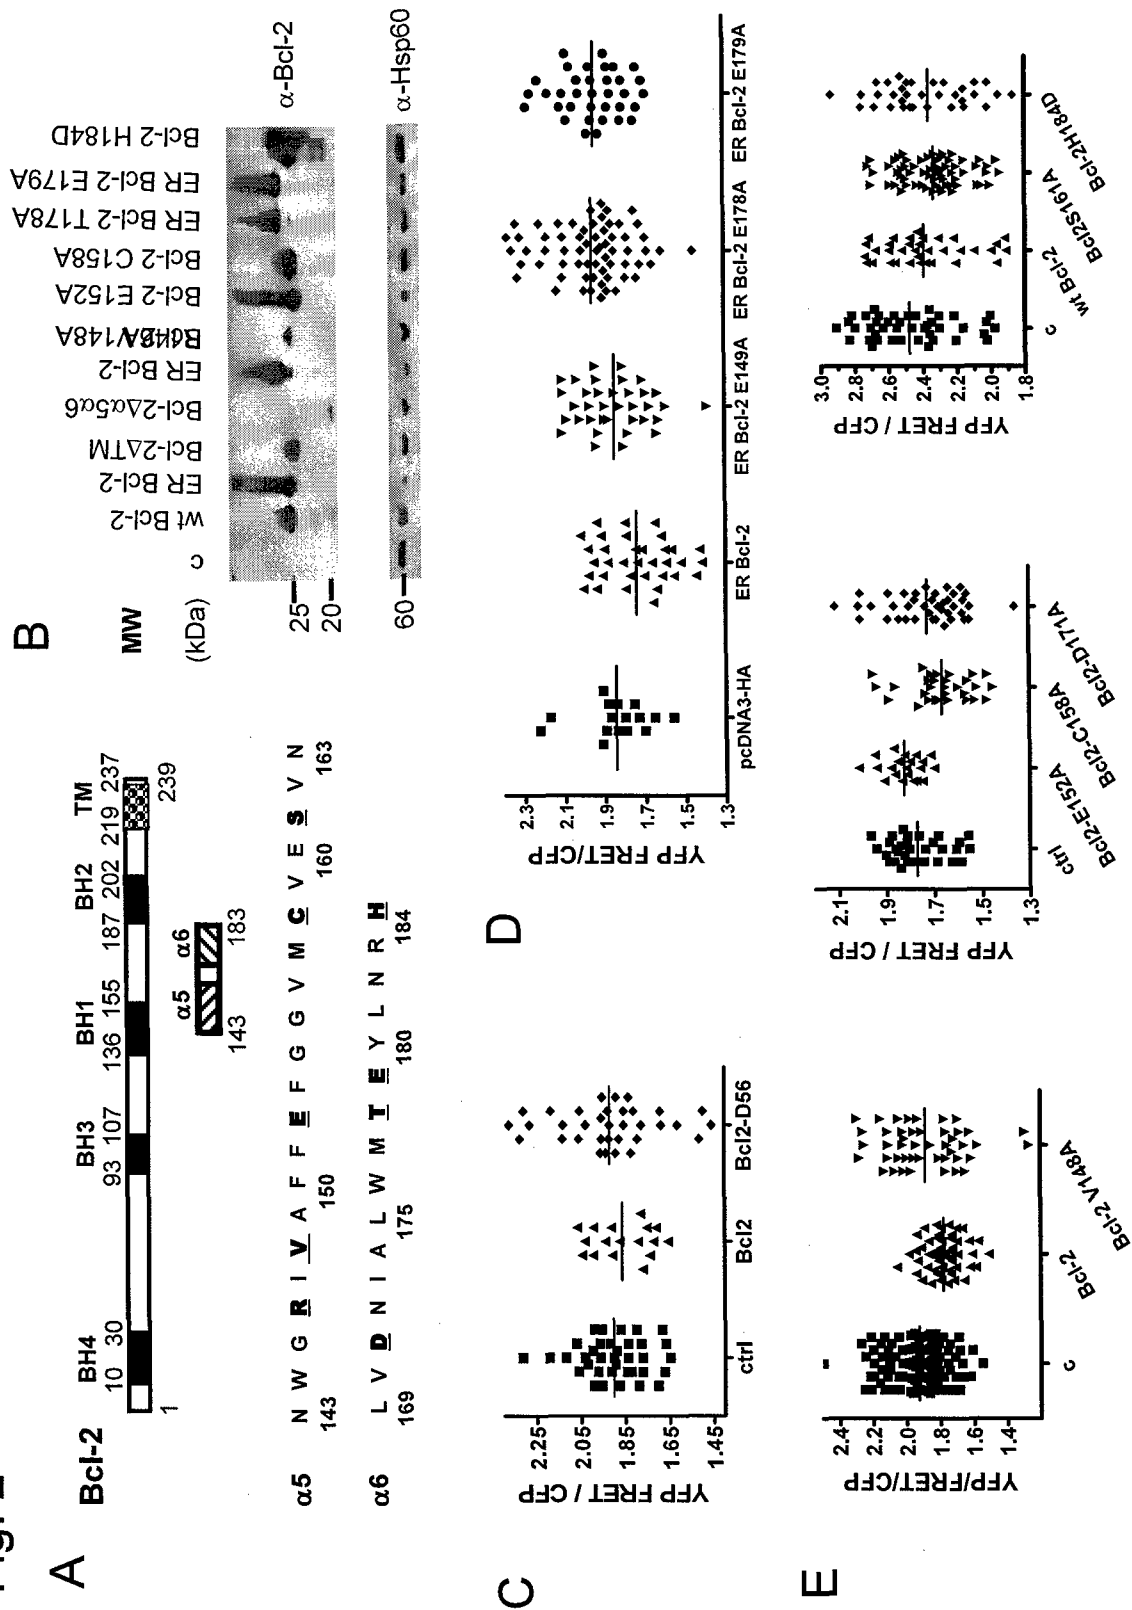 A
Bcl-2
BH4 BH3 BH1 BH2 TM
10 30 93 107 136 155 187 202 219 237
1 239
α5 α6
143 183
α5 N W G R I V A F F E F G G V M C V E S V N
143 150 160 163
α6 L V D N I A L W M T E Y L N R H
169 175 180 184
B
MW
(kDa)
c
wt Bcl-2
ER Bcl-2
Bcl-2ΔTM
Bcl-2Δα5α6
ER Bcl-2
Bcl-2 E152A
Bcl-2 C158A
ER Bcl-2 T178A
ER Bcl-2 E179A
Bcl-2 H184D
25
20
60
α-Bcl-2
α-Hsp60
C
YFP FRET / CFP
2.25
2.05
1.85
1.65
1.45
ctrl
Bcl2
Bcl2-D56
D
YFP FRET/CFP
2.3
2.1
1.9
1.7
1.5
1.3
pcDNA3-HA
ER Bcl-2
ER Bcl-2 E149A
ER Bcl-2 E178A
ER Bcl-2 E179A
E
YFP/FRET/CFP
2.4
2.2
2.0
1.8
1.6
1.4
c
Bcl-2
Bcl-2 V148A
YFP FRET / CFP
2.1
1.9
1.7
1.5
1.3
ctrl
Bcl2-E152A
Bcl2-C158A
Bcl2-D171A
YFP FRET / CFP
3.0
2.8
2.6
2.4
2.2
2.0
1.8
c
wt Bcl-2
Bcl2S161A
Bcl-2H184D